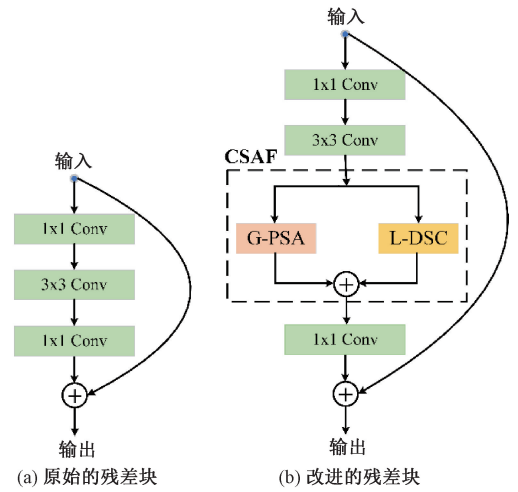 输入
1x1 Conv
3x3 Conv
1x1 Conv
输出
(a) 原始的残差块
输入
1x1 Conv
3x3 Conv
CSAF
G-PSA
L-DSC
1x1 Conv
输出
(b) 改进的残差块